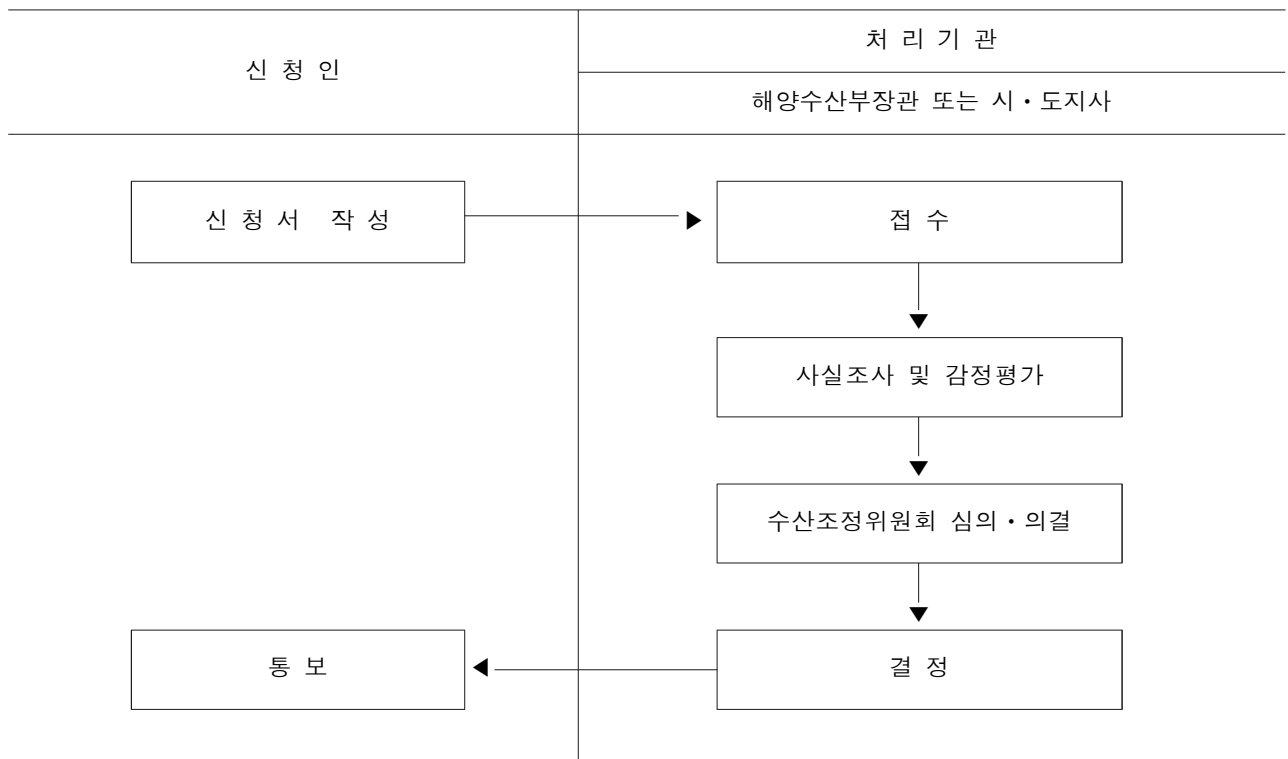 신 청 인
처 리 기 관
해양수산부장관 또는 시・도지사
신 청 서 작 성
접 수
사실조사 및 감정평가
수산조정위원회 심의・의결
통 보
결 정